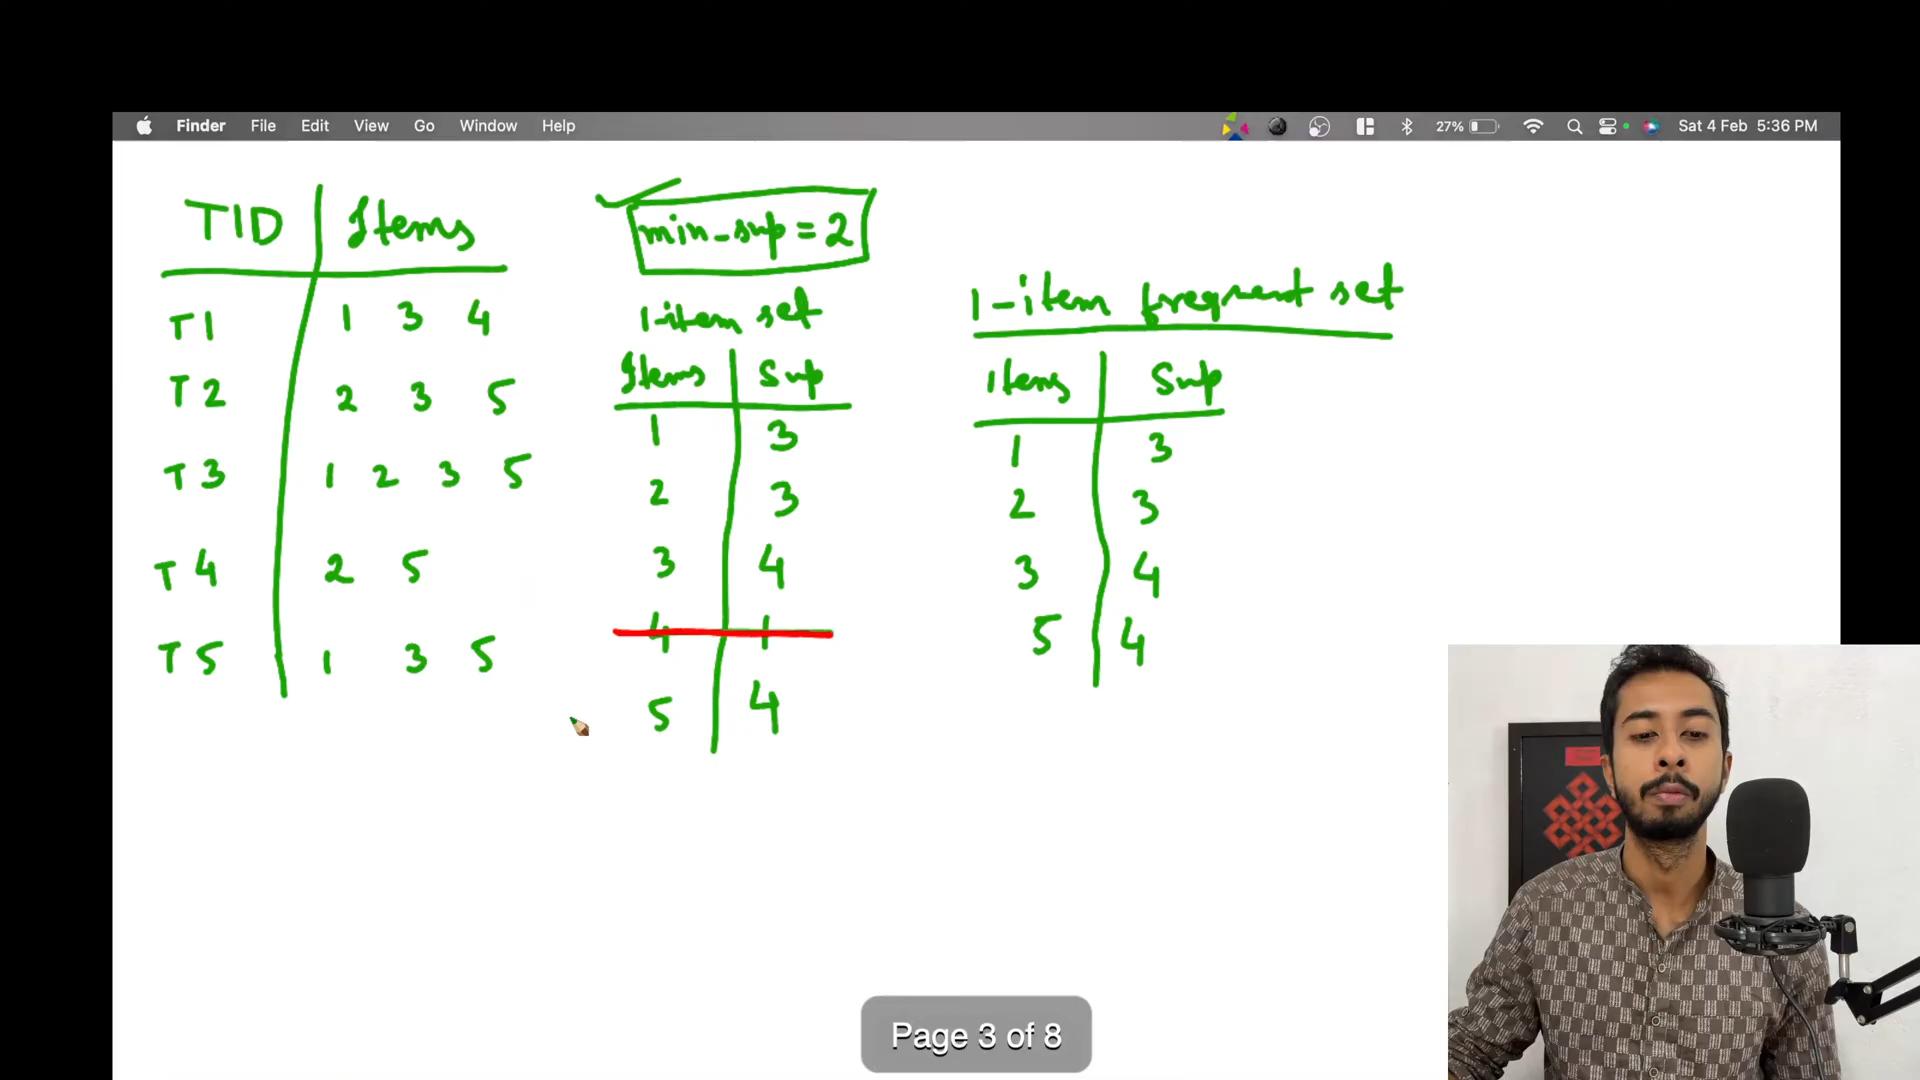 Finder File Edit View Go Window Help 27% Sat 4 Feb 5:36 PM
TID Items
T1 1 3 4
T2 2 3 5
T3 1 2 3 5
T4 2 5
T5 1 3 5
min-sup = 2
1-item set
Items Sup
1 3
2 3
3 4
4 1
5 4
1-item frequent set
items Sup
1 3
2 3
3 4
5 4
Page 3 of 8